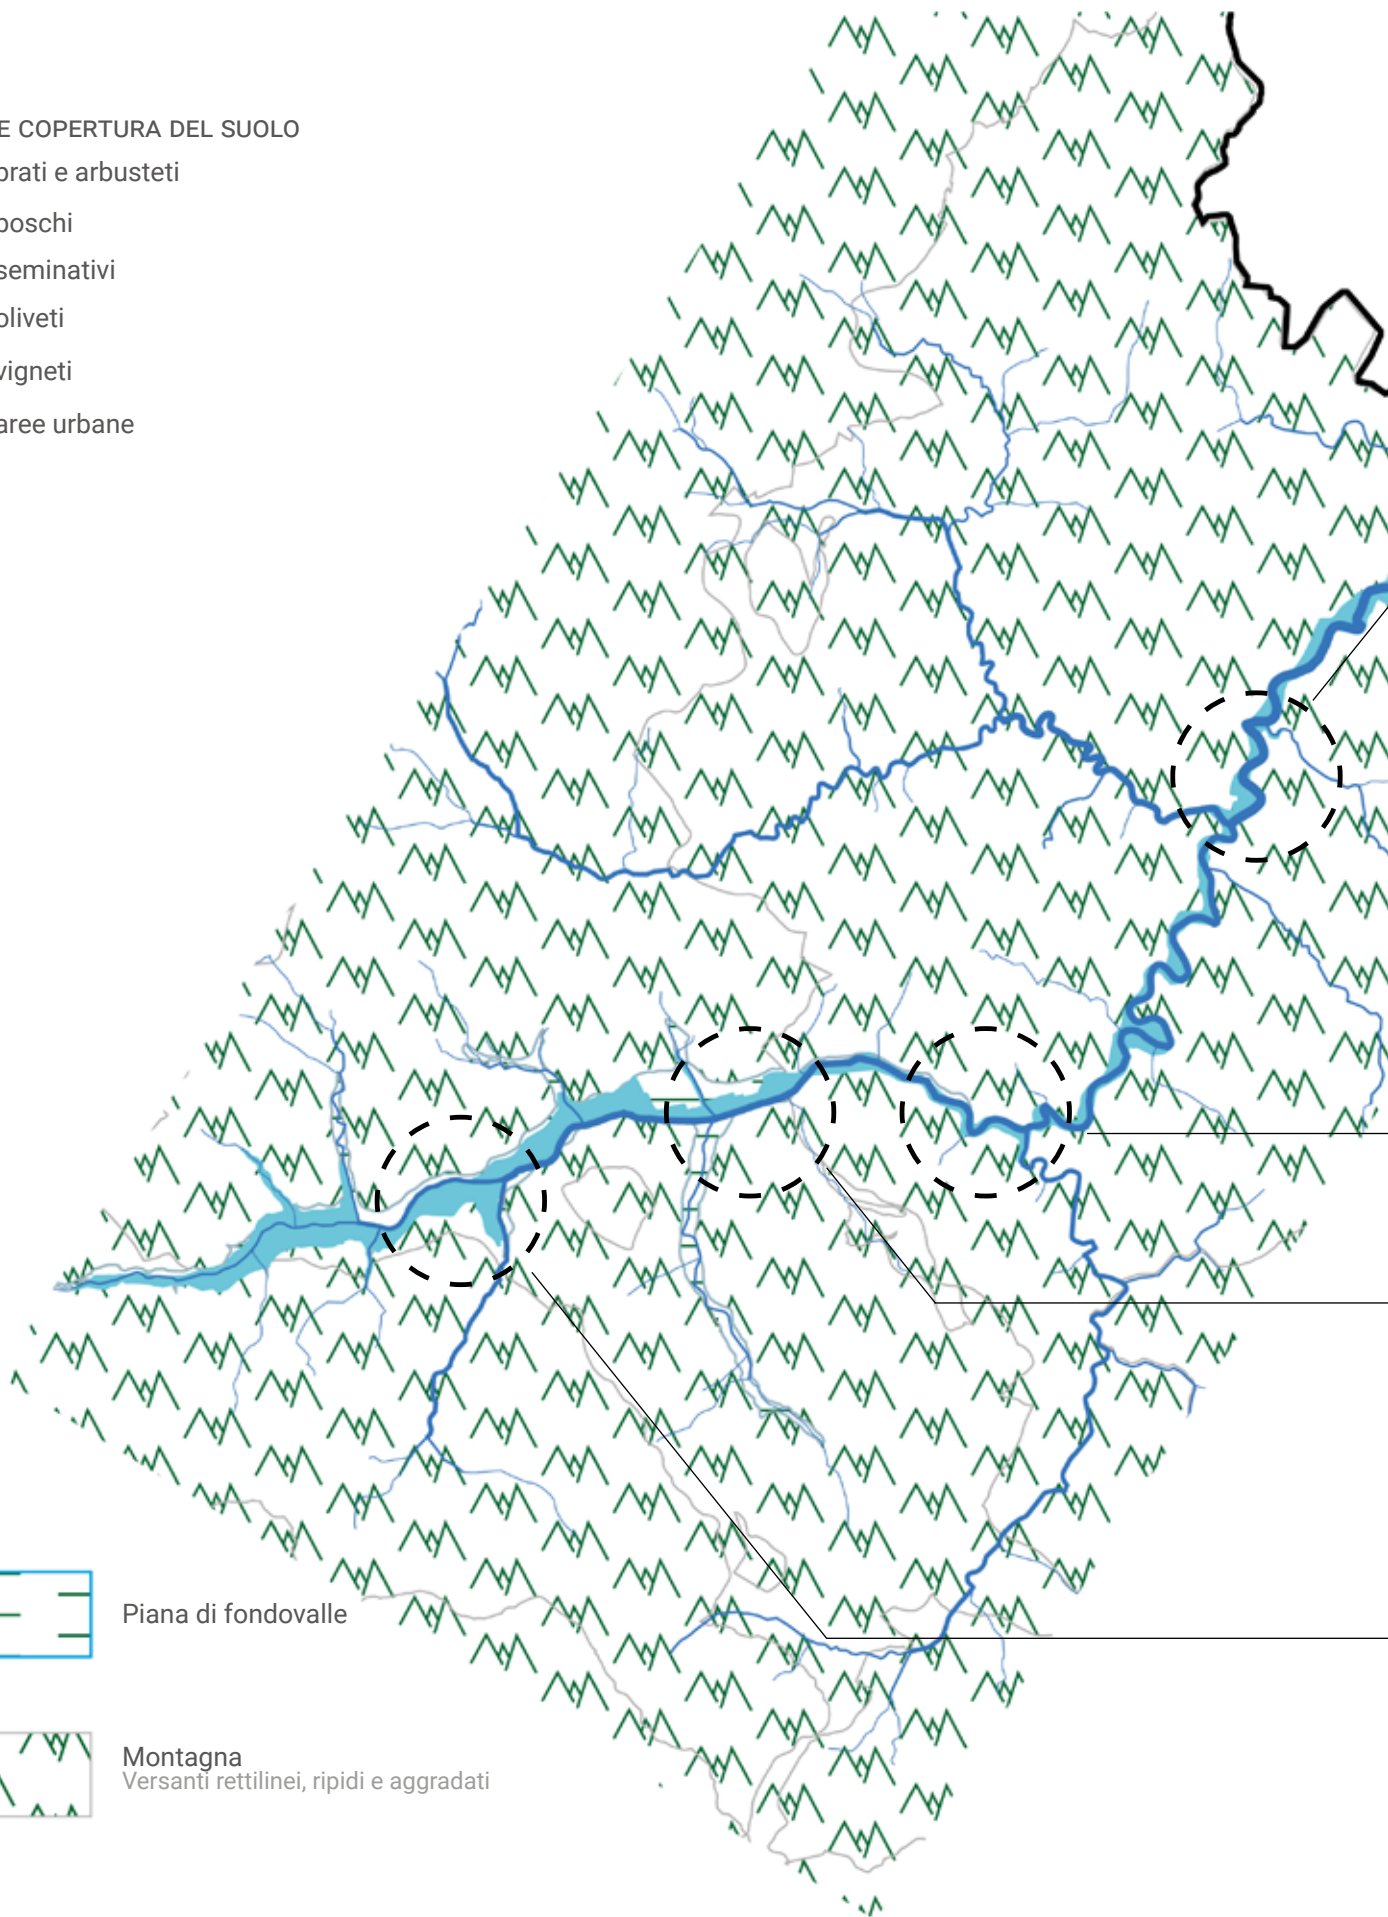 E COPERTURA DEL SUOLO
prati e arbusteti
boschi
seminativi
oliveti
vigneti
aree urbane
Piana di fondovalle
Montagna
Versanti rettilinei, ripidi e aggradati